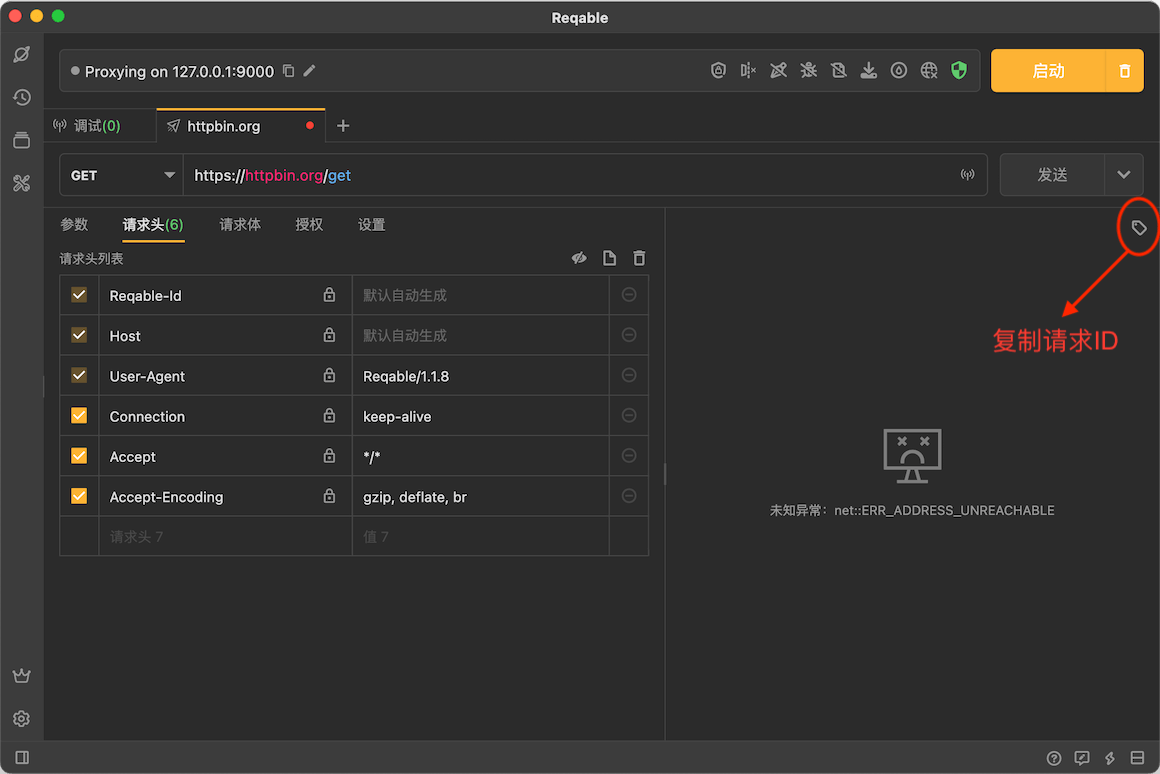 Reqable
Proxying on 127.0.0.1:9000
启动
调试(0)
httpbin.org
GET
https://httpbin.org/get
发送
参数
请求头(6)
请求体
授权
设置
请求头列表
Reqable-Id
默认自动生成
Host
默认自动生成
User-Agent
Reqable/1.1.8
Connection
keep-alive
Accept
*/*
Accept-Encoding
gzip, deflate, br
请求头 7
值 7
复制请求ID
未知异常：net::ERR_ADDRESS_UNREACHABLE